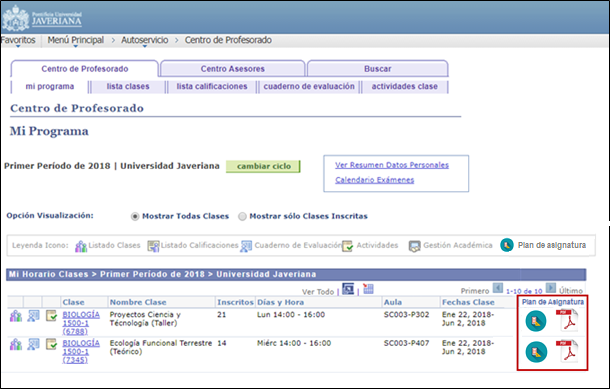 Pontificia Universidad
JAVERIANA
Favoritos Menú Principal > Autoservicio > Centro de Profesorado
Centro de Profesorado Centro Asesores Buscar
mi programa lista clases lista calificaciones cuaderno de evaluación actividades clase
Centro de Profesorado
Mi Programa
Primer Período de 2018 | Universidad Javeriana cambiar ciclo
Ver Resumen Datos Personales
Calendario Exámenes
Opción Visualización: Mostrar Todas Clases Mostrar sólo Clases Inscritas
Leyenda Icono: Listado Clases Listado Calificaciones Cuaderno de Evaluación Actividades Gestión Académica Plan de asignatura
Mi Horario Clases > Primer Período de 2018 > Universidad Javeriana
Ver Todo | | Primero 1-10 de 10 Último
Clase Nombre Clase Inscritos Días y Hora Aula Fechas Clase Plan de Asignatura
BIOLOGÍA Proyectos Ciencia y 21 Lun 14:00 - 16:00 SC003-P302 Ene 22, 2018-
1500-1 Técnología (Taller) Jun 2, 2018
(6788)
BIOLOGÍA Ecología Funcional Terrestre 14 Miérc 14:00 - 16:00 SC003-P407 Ene 22, 2018-
1500-1 (Teórico) Jun 2, 2018
(7345)